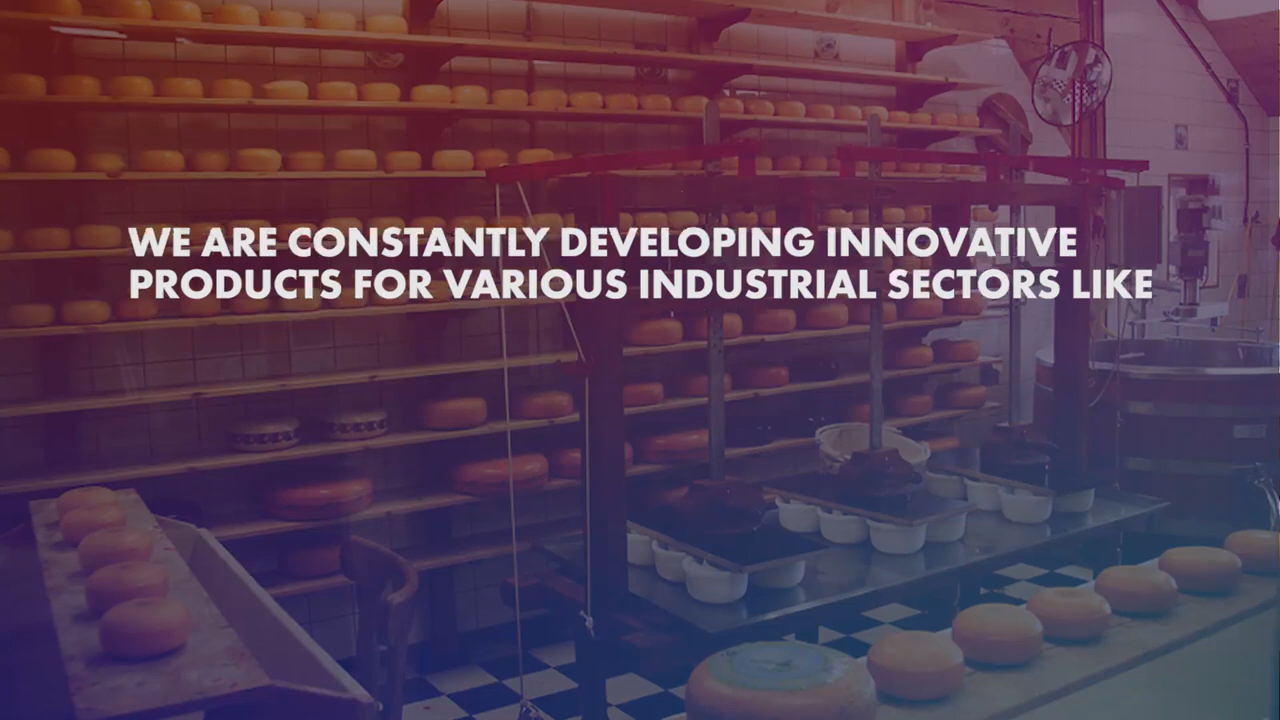 WE ARE CONSTANTLY DEVELOPING INNOVATIVE
PRODUCTS FOR VARIOUS INDUSTRIAL SECTORS LIKE